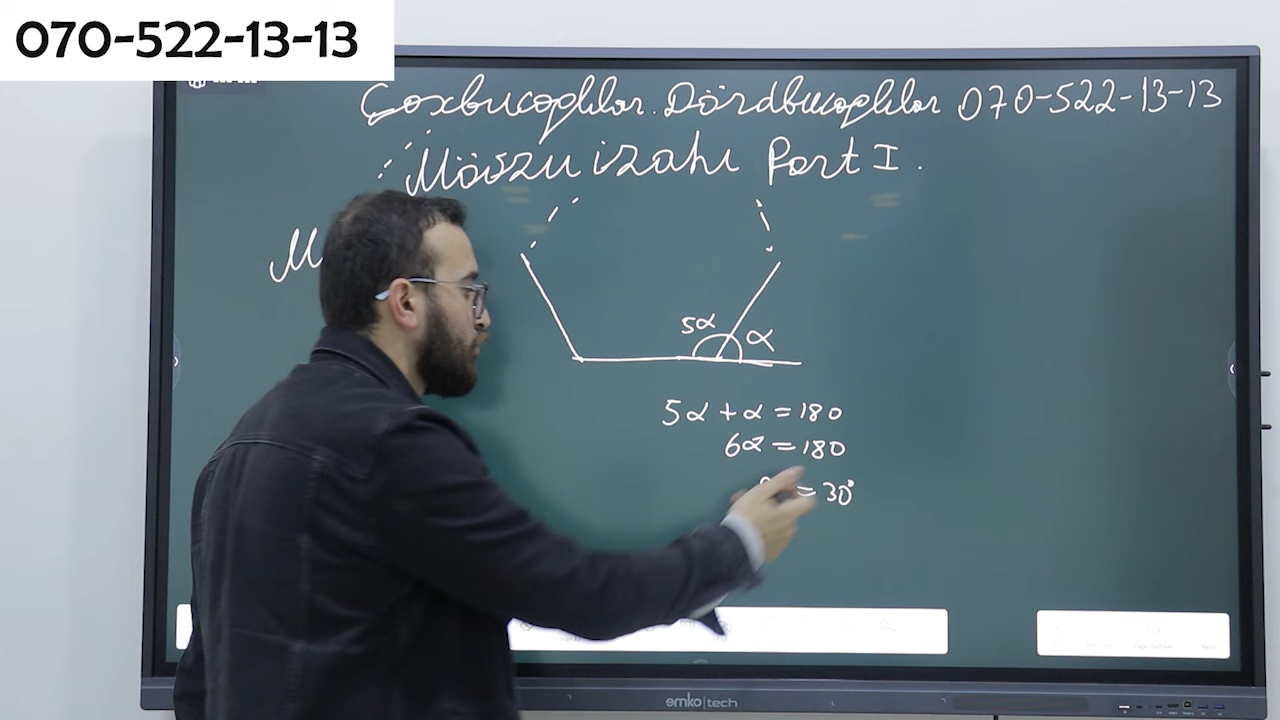 070-522-13-13
Çoxbucaqlılar. Dördbucaqlılar 070-522-13-13
Mövzu izahı Part I.
M
5α α
5α + α = 180
6α = 180
= 30°
emko|tech